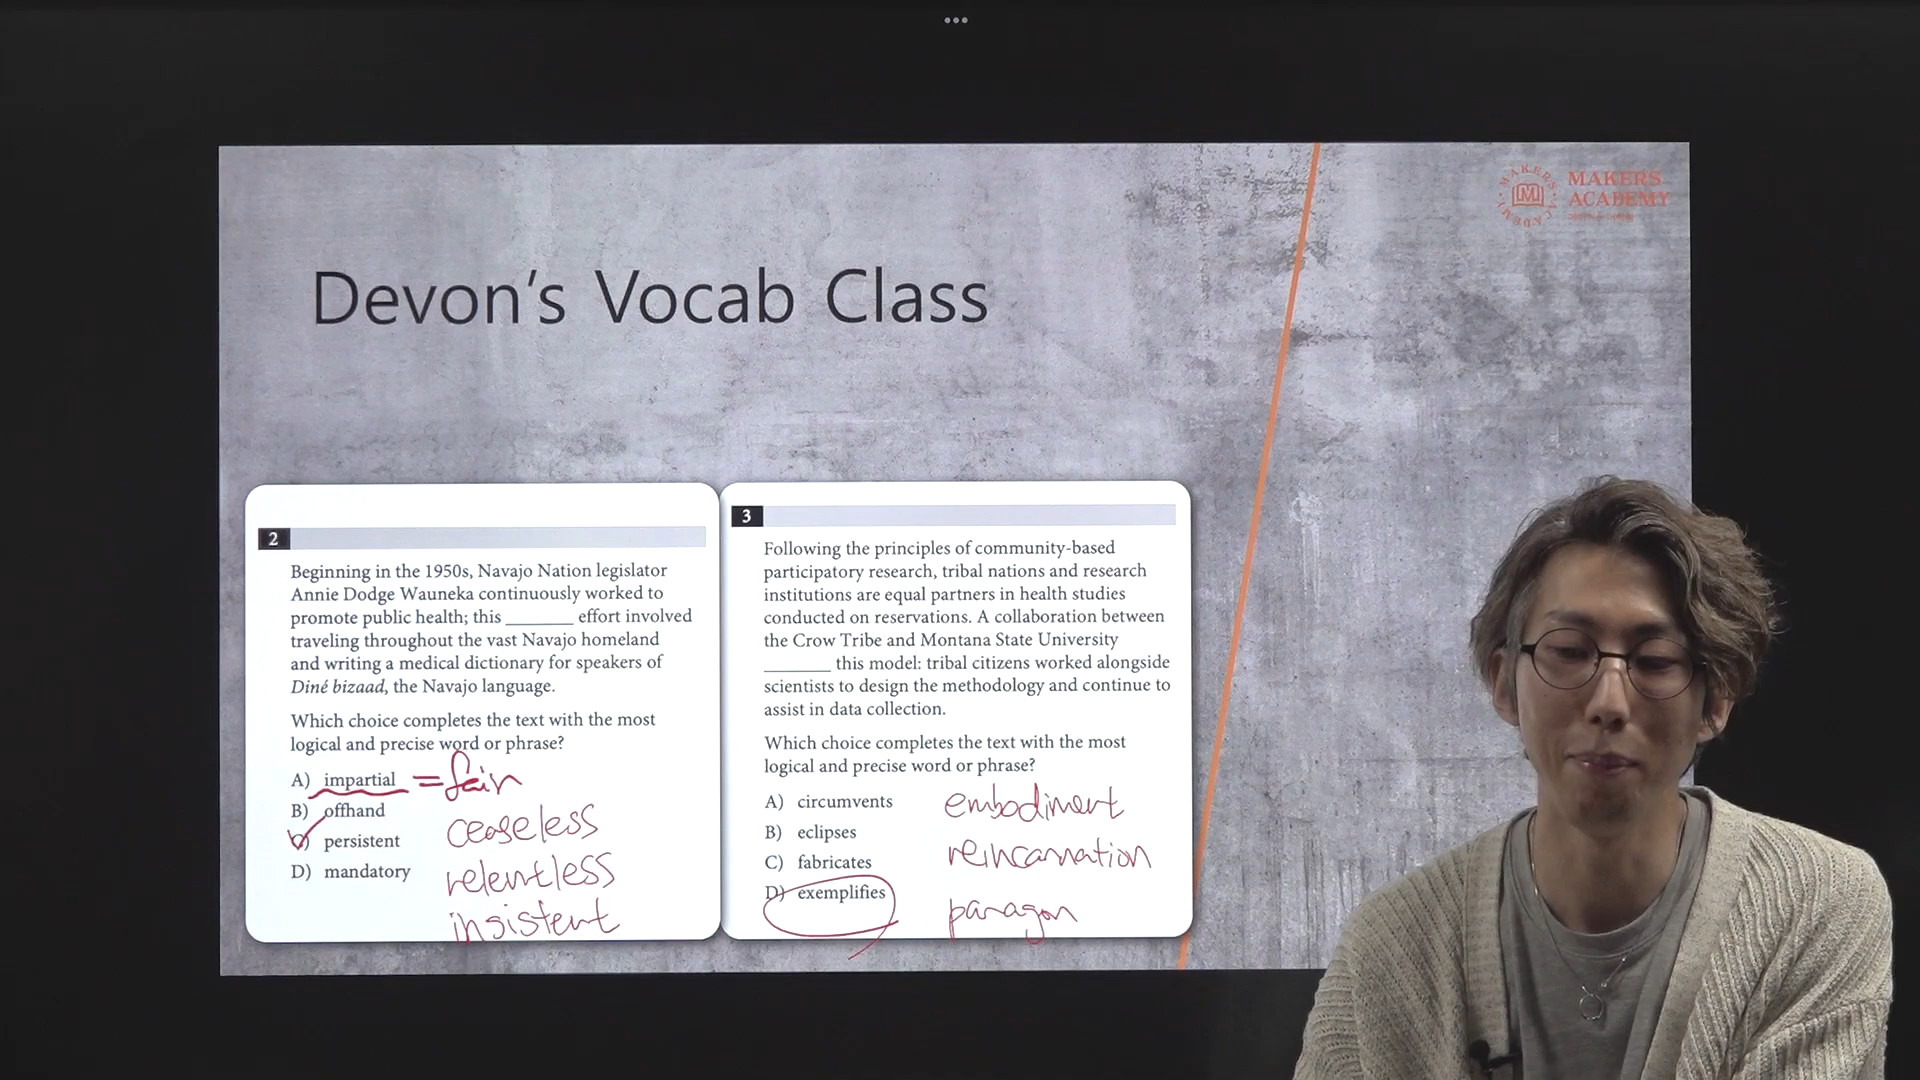 MAKERS
ACADEMY
Devon's Vocab Class
2
Beginning in the 1950s, Navajo Nation legislator
Annie Dodge Wauneka continuously worked to
promote public health; this ________ effort involved
traveling throughout the vast Navajo homeland
and writing a medical dictionary for speakers of
Diné bizaad, the Navajo language.
Which choice completes the text with the most
logical and precise word or phrase?
A) impartial = fair
B) offhand
C) persistent
D) mandatory
ceaseless
relentless
insistent
3
Following the principles of community-based
participatory research, tribal nations and research
institutions are equal partners in health studies
conducted on reservations. A collaboration between
the Crow Tribe and Montana State University
________ this model: tribal citizens worked alongside
scientists to design the methodology and continue to
assist in data collection.
Which choice completes the text with the most
logical and precise word or phrase?
A) circumvents
B) eclipses
C) fabricates
D) exemplifies
embodiment
reincarnation
paragon